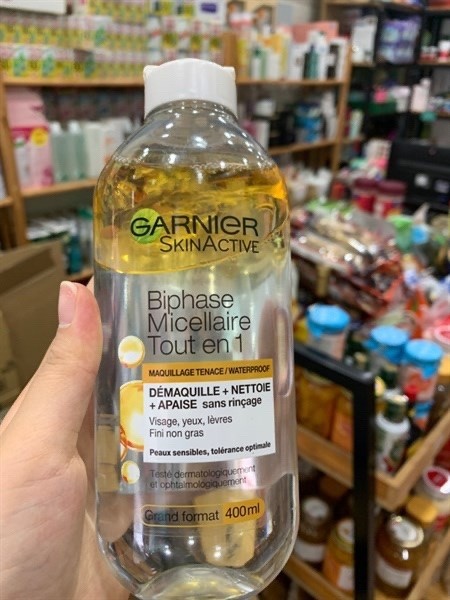 GARNIER
SKINACTIVE
Biphase
Micellaire
Tout en 1
MAQUILLAGE TENACE/WATERPROOF
DÉMAQUILLE + NETTOIE
+ APAISE sans rinçage
Visage, yeux, lèvres
Fini non gras
Peaux sensibles, tolérance optimale
Testé dermatologiquement
et ophtalmologiquement
Grand format 400ml